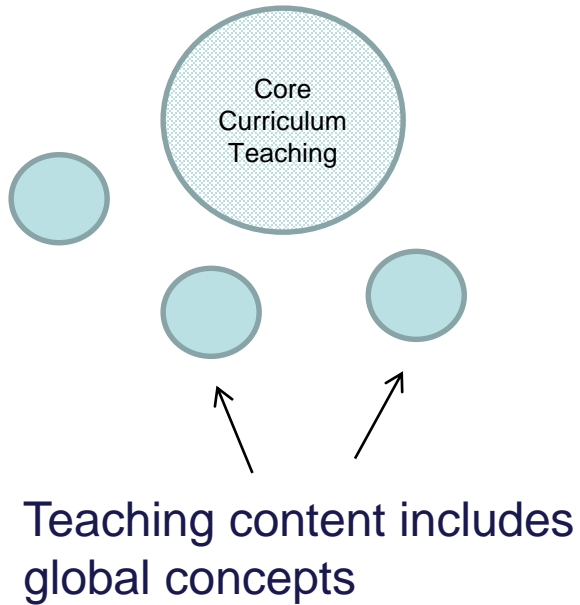 Core
Curriculum
Teaching
Teaching content includes
global concepts